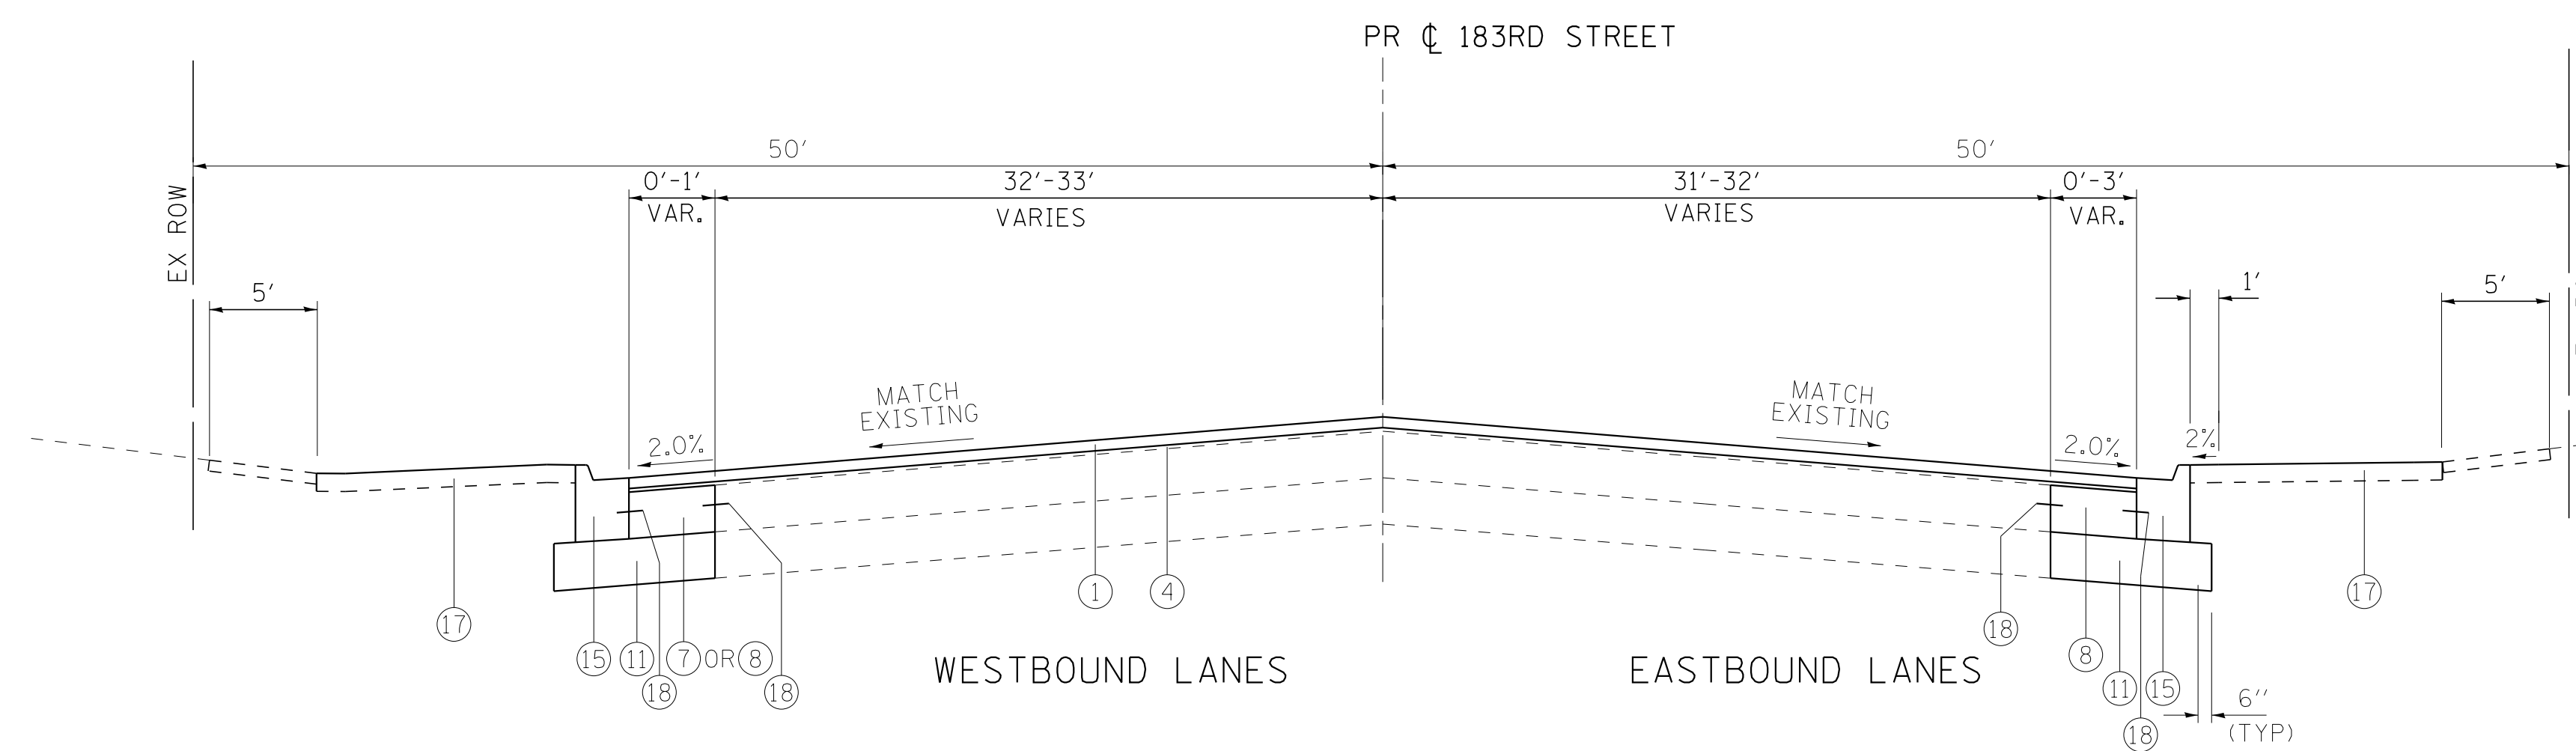 PR ℄ 183RD STREET
50'
50'
0'-1'
VAR.
32'-33'
VARIES
31'-32'
VARIES
0'-3'
VAR.
EX ROW
5'
1'
5'
MATCH
EXISTING
MATCH
EXISTING
2.0%
2.0%
2%
1
4
17
17
18
15
11
7 OR 8
8
18
18
11
15
18
WESTBOUND LANES
EASTBOUND LANES
6''
(TYP)